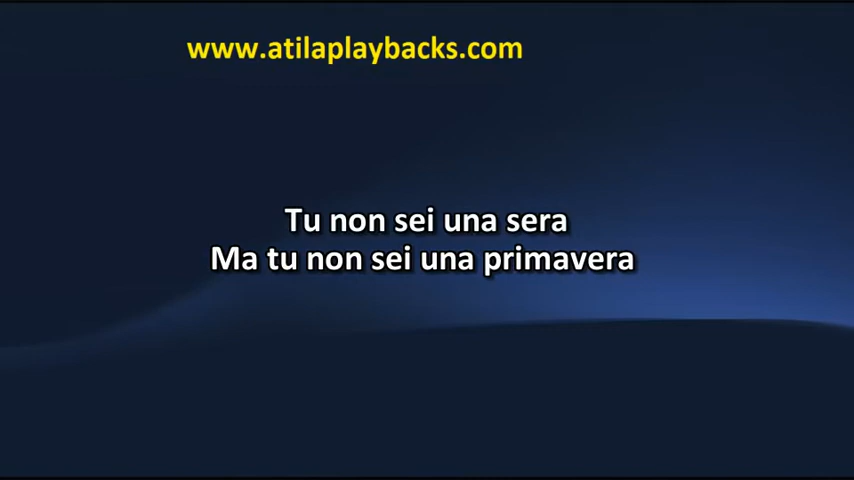 www.atilaplaybacks.com
Tu non sei una sera
Ma tu non sei una primavera